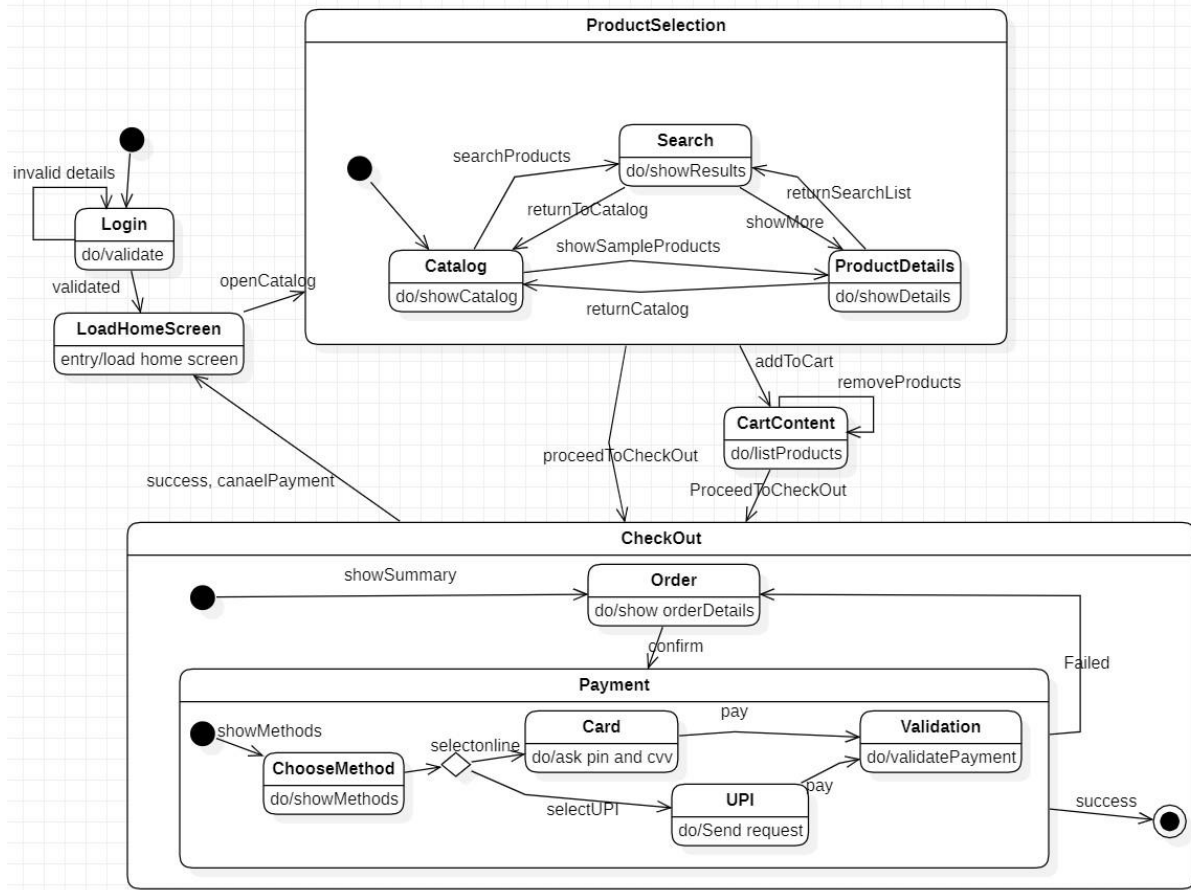 ProductSelection
Search
do/showResults
searchProducts
returnSearchList
returnToCatalog
showMore
invalid details
Login
do/validate
showSampleProducts
Catalog
do/showCatalog
ProductDetails
do/showDetails
returnCatalog
validated
openCatalog
LoadHomeScreen
entry/load home screen
addToCart
removeProducts
CartContent
do/listProducts
proceedToCheckOut
ProceedToCheckOut
success, canaelPayment
CheckOut
showSummary
Order
do/show orderDetails
confirm
Failed
Payment
showMethods
ChooseMethod
do/showMethods
selectonline
Card
do/ask pin and cvv
pay
Validation
do/validatePayment
selectUPI
UPI
do/Send request
pay
success